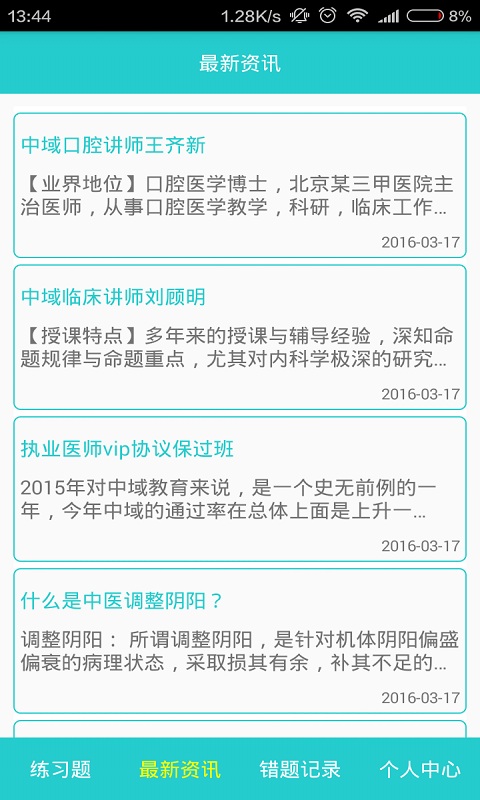 13:44 1.28K/s 8%
最新资讯
中域口腔讲师王齐新
【业界地位】口腔医学博士，北京某三甲医院主
治医师，从事口腔医学教学，科研，临床工作...
2016-03-17
中域临床讲师刘顾明
【授课特点】多年来的授课与辅导经验，深知命
题规律与命题重点，尤其对内科学极深的研究...
2016-03-17
执业医师vip协议保过班
2015年对中域教育来说，是一个史无前例的一
年，今年中域的通过率在总体上面是上升一...
2016-03-17
什么是中医调整阴阳？
调整阴阳： 所谓调整阴阳，是针对机体阴阳偏盛
偏衰的病理状态，采取损其有余，补其不足的...
2016-03-17
练习题 最新资讯 错题记录 个人中心